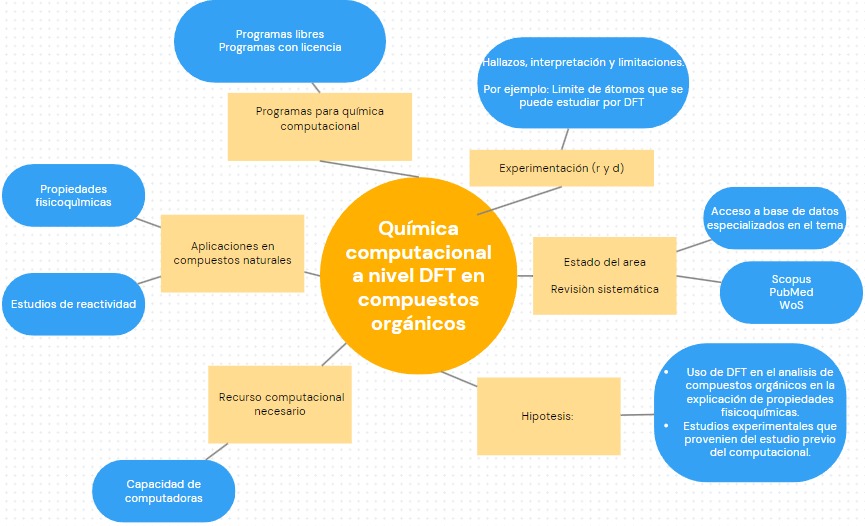 Programas libres
Programas con licencia
Programas para química
computacional
Hallazos, interpretación y limitaciones.
Por ejemplo: Limite de átomos que se
puede estudiar por DFT
Experimentación (r y d)
Propiedades
fisicoquìmicas
Aplicaciones en
compuestos naturales
Estudios de reactividad
Química
computacional
a nivel DFT en
compuestos
orgánicos
Acceso a base de datos
especializados en el tema
Estado del area
Revisiòn sistemática
Scopus
PubMed
WoS
Recurso computacional
necesario
Capacidad de
computadoras
Hipotesis:
• Uso de DFT en el analisis de
compuestos orgánicos en la
explicación de propiedades
fisicoquímicas.
• Estudios experimentales que
provenien del estudio previo
del computacional.